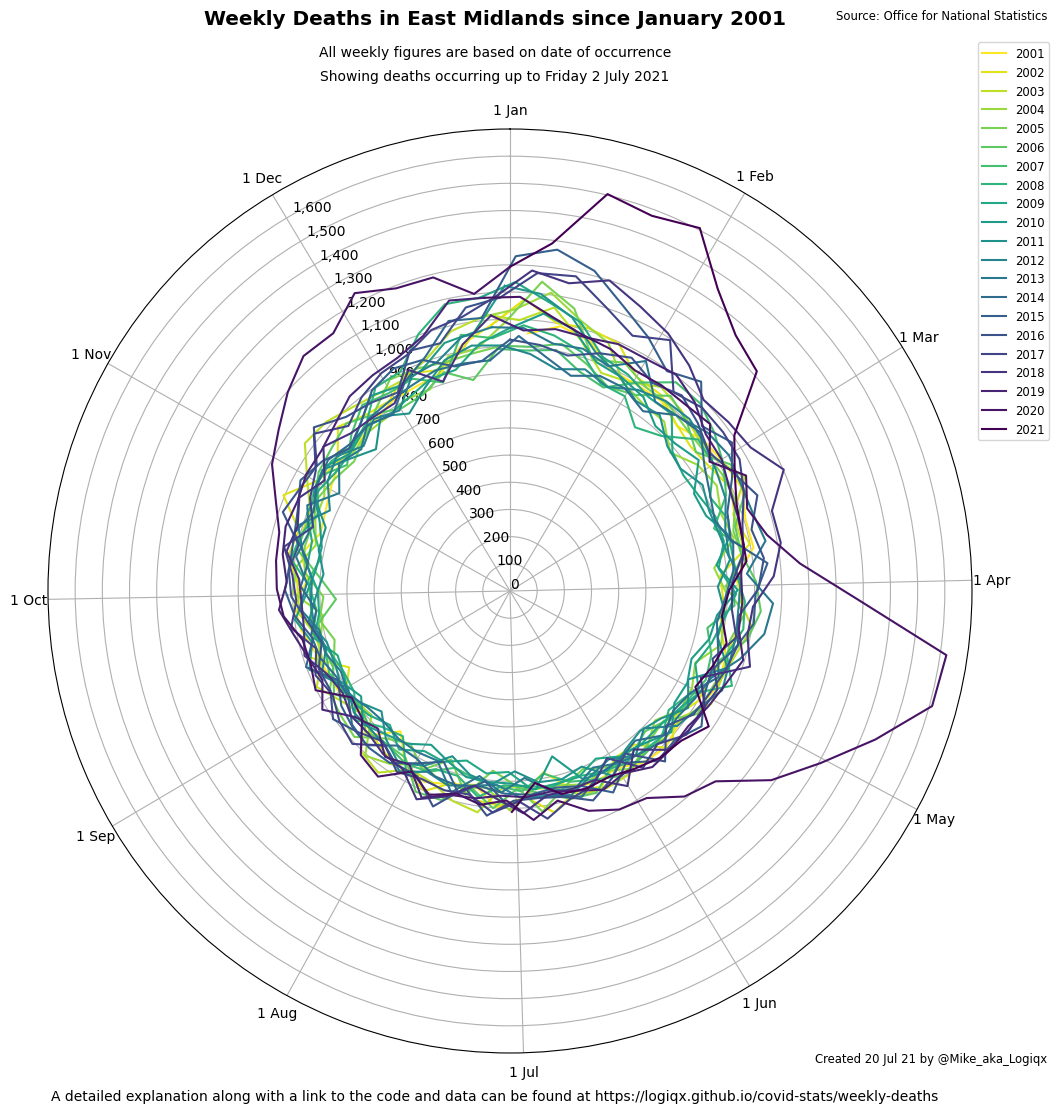 Weekly Deaths in East Midlands since January 2001
Source: Office for National Statistics
All weekly figures are based on date of occurrence
Showing deaths occurring up to Friday 2 July 2021
2001
2002
2003
2004
2005
2006
2007
2008
2009
2010
2011
2012
2013
2014
2015
2016
2017
2018
2019
2020
2021
1 Jan
1 Feb
1 Mar
1 Apr
1 May
1 Jun
1 Jul
1 Aug
1 Sep
1 Oct
1 Nov
1 Dec
1,600
1,500
1,400
1,300
1,200
1,100
1,000
900
800
700
600
500
400
300
200
100
0
Created 20 Jul 21 by @Mike_aka_Logiqx
A detailed explanation along with a link to the code and data can be found at https://logiqx.github.io/covid-stats/weekly-deaths